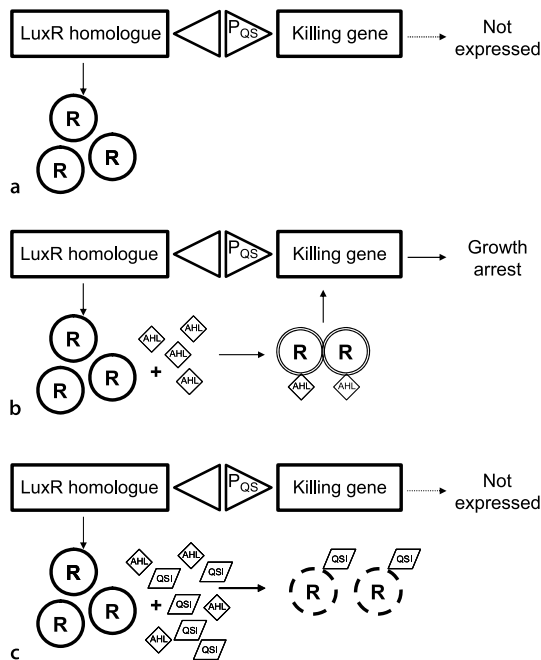 LuxR homologue PQS Killing gene Not
expressed
R
R R
a
LuxR homologue PQS Killing gene Growth
arrest
R AHL AHL
AHL R R
R R + AHL AHL AHL
b
LuxR homologue PQS Killing gene Not
expressed
R AHL AHL QSI QSI
QSI QSI R R
R R + QSI AHL
AHL QSI
QSI
c